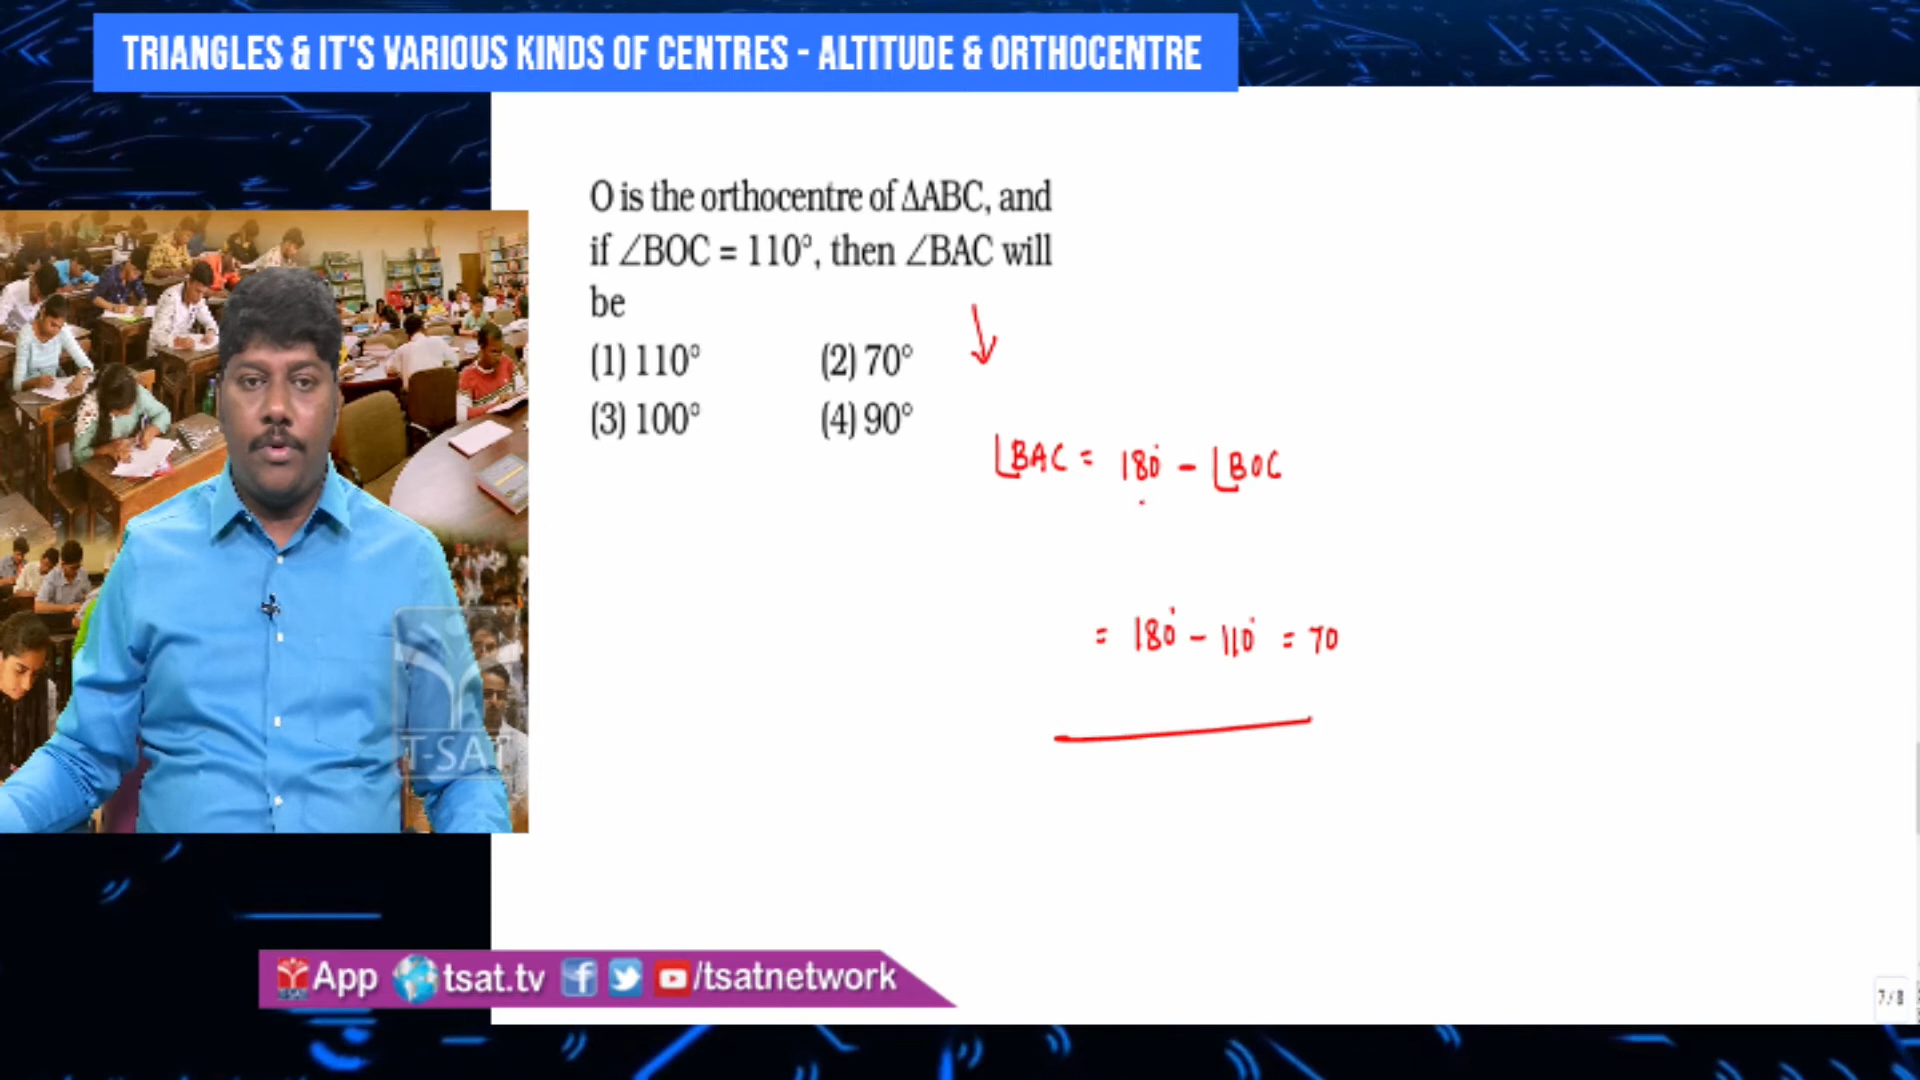 TRIANGLES & IT'S VARIOUS KINDS OF CENTRES - ALTITUDE & ORTHOCENTRE
O is the orthocentre of ΔABC, and
if ∠BOC = 110°, then ∠BAC will
be
(1) 110° (2) 70°
(3) 100° (4) 90°
∠BAC = 180° - ∠BOC
= 180° - 110° = 70
T-SAT
T-SAT App tsat.tv /tsatnetwork
7/8